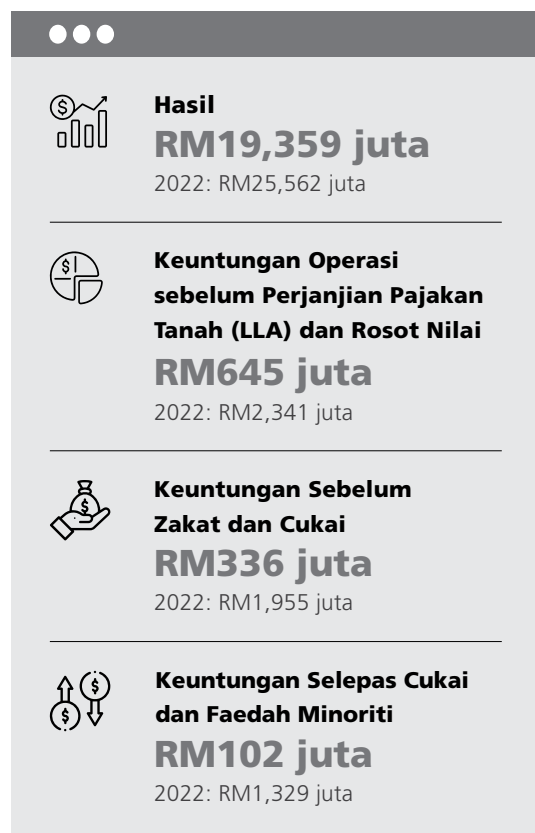 Hasil
RM19,359 juta
2022: RM25,562 juta
Keuntungan Operasi
sebelum Perjanjian Pajakan
Tanah (LLA) dan Rosot Nilai
RM645 juta
2022: RM2,341 juta
Keuntungan Sebelum
Zakat dan Cukai
RM336 juta
2022: RM1,955 juta
Keuntungan Selepas Cukai
dan Faedah Minoriti
RM102 juta
2022: RM1,329 juta